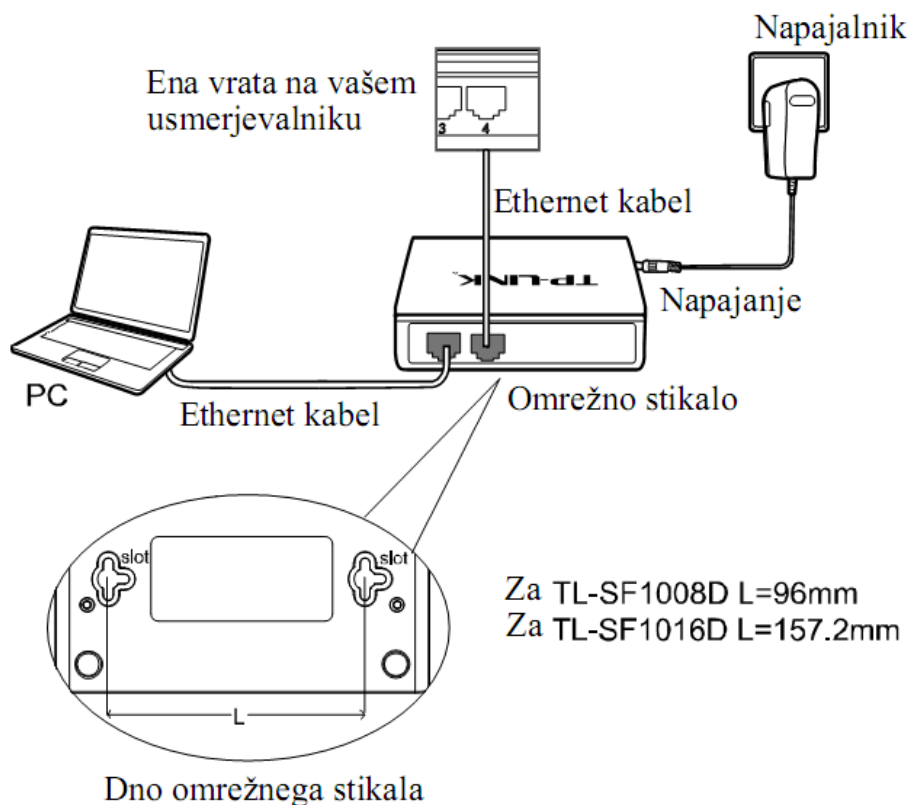 Napajalnik
Ena vrata na vašem
usmerjevalniku
3 4
Ethernet kabel
TP-LINK
Napajanje
PC
Ethernet kabel
Omrežno stikalo
slot
slot
Za TL-SF1008D L=96mm
Za TL-SF1016D L=157.2mm
L
Dno omrežnega stikala